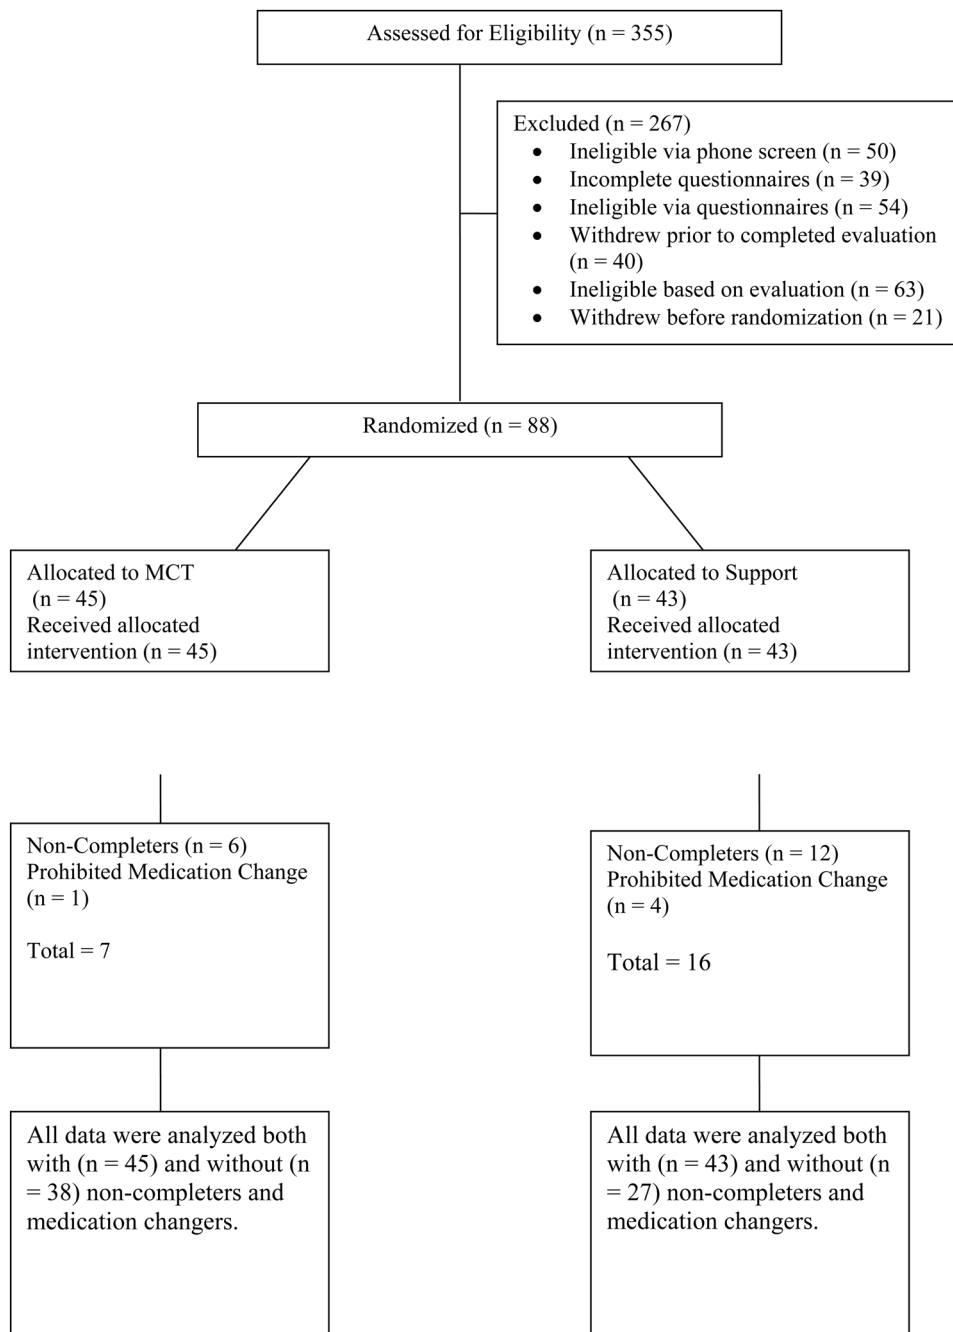 Assessed for Eligibility (n = 355)
Excluded (n = 267)
• Ineligible via phone screen (n = 50)
• Incomplete questionnaires (n = 39)
• Ineligible via questionnaires (n = 54)
• Withdrew prior to completed evaluation
(n = 40)
• Ineligible based on evaluation (n = 63)
• Withdrew before randomization (n = 21)
Randomized (n = 88)
Allocated to MCT
(n = 45)
Received allocated
intervention (n = 45)
Allocated to Support
(n = 43)
Received allocated
intervention (n = 43)
Non-Completers (n = 6)
Prohibited Medication Change
(n = 1)
Total = 7
Non-Completers (n = 12)
Prohibited Medication Change
(n = 4)
Total = 16
All data were analyzed both
with (n = 45) and without (n
= 38) non-completers and
medication changers.
All data were analyzed both
with (n = 43) and without (n
= 27) non-completers and
medication changers.